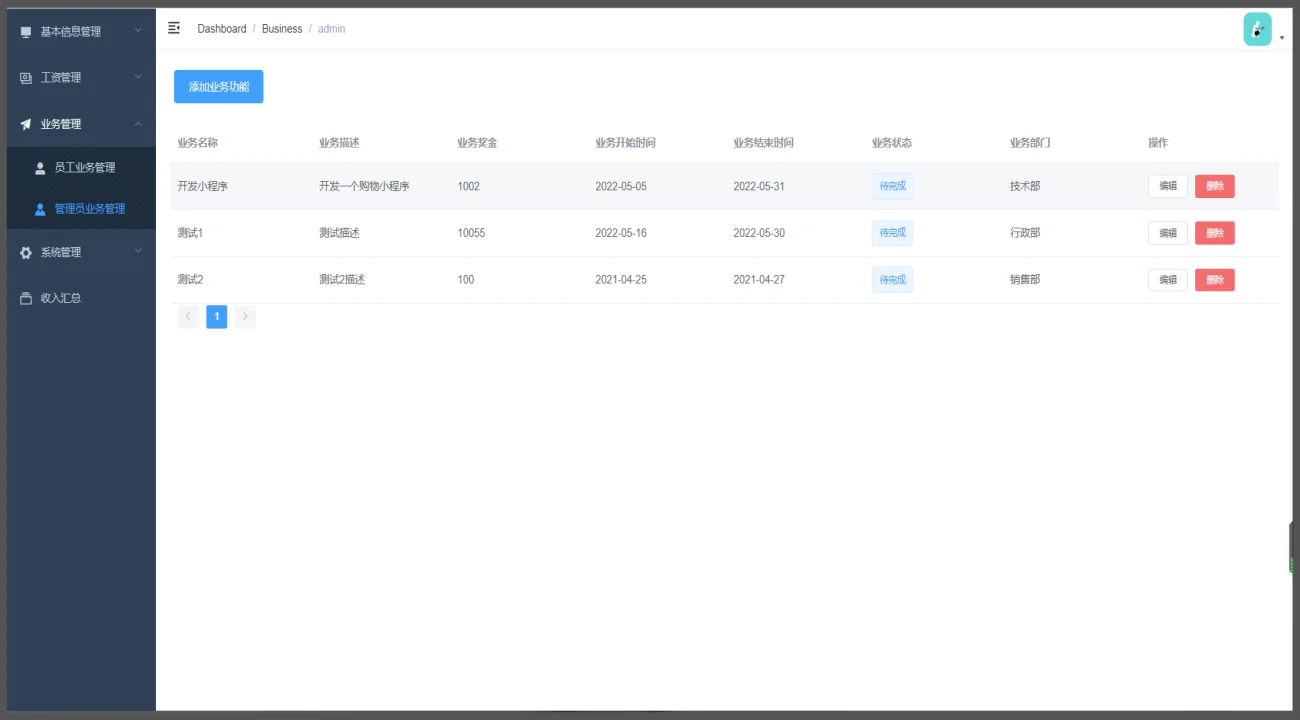 基本信息管理
工资管理
业务管理
员工业务管理
管理员业务管理
系统管理
收入汇总
Dashboard / Business / admin
添加业务功能
业务名称 业务描述 业务奖金 业务开始时间 业务结束时间 业务状态 业务部门 操作
开发小程序 开发一个购物小程序 1002 2022-05-05 2022-05-31 待完成 技术部 编辑 删除
测试1 测试描述 10055 2022-05-16 2022-05-30 待完成 行政部 编辑 删除
测试2 测试2描述 100 2021-04-25 2021-04-27 待完成 销售部 编辑 删除
1